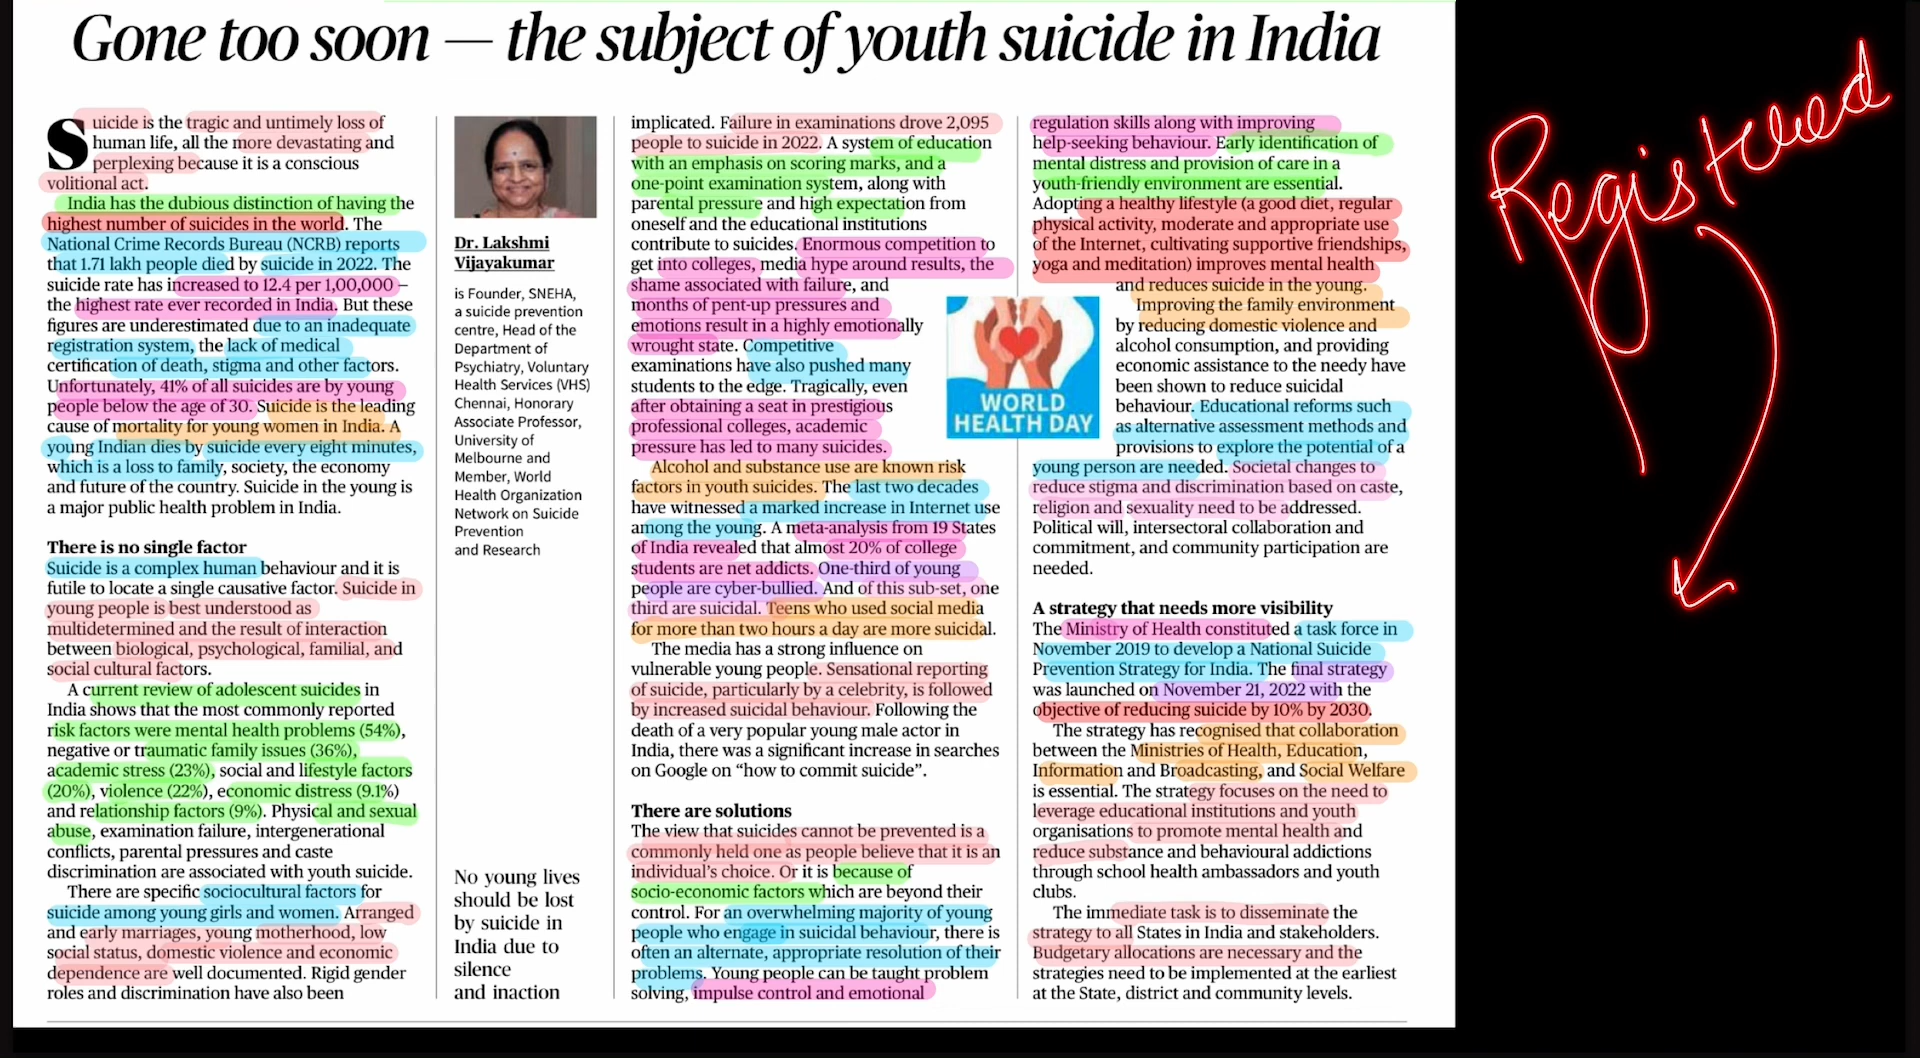 Gone too soon — the subject of youth suicide in India
Suicide is the tragic and untimely loss of
human life, all the more devastating and
perplexing because it is a conscious
volitional act.
India has the dubious distinction of having the
highest number of suicides in the world. The
National Crime Records Bureau (NCRB) reports
that 1.71 lakh people died by suicide in 2022. The
suicide rate has increased to 12.4 per 1,00,000 —
the highest rate ever recorded in India. But these
figures are underestimated due to an inadequate
registration system, the lack of medical
certification of death, stigma and other factors.
Unfortunately, 41% of all suicides are by young
people below the age of 30. Suicide is the leading
cause of mortality for young women in India. A
young Indian dies by suicide every eight minutes,
which is a loss to family, society, the economy
and future of the country. Suicide in the young is
a major public health problem in India.
There is no single factor
Suicide is a complex human behaviour and it is
futile to locate a single causative factor. Suicide in
young people is best understood as
multidetermined and the result of interaction
between biological, psychological, familial, and
social cultural factors.
A current review of adolescent suicides in
India shows that the most commonly reported
risk factors were mental health problems (54%),
negative or traumatic family issues (36%),
academic stress (23%), social and lifestyle factors
(20%), violence (22%), economic distress (9.1%)
and relationship factors (9%). Physical and sexual
abuse, examination failure, intergenerational
conflicts, parental pressures and caste
discrimination are associated with youth suicide.
There are specific sociocultural factors for
suicide among young girls and women. Arranged
and early marriages, young motherhood, low
social status, domestic violence and economic
dependence are well documented. Rigid gender
roles and discrimination have also been
Dr. Lakshmi
Vijayakumar
is Founder, SNEHA,
a suicide prevention
centre, Head of the
Department of
Psychiatry, Voluntary
Health Services (VHS)
Chennai, Honorary
Associate Professor,
University of
Melbourne and
Member, World
Health Organization
Network on Suicide
Prevention
and Research
No young lives
should be lost
by suicide in
India due to
silence
and inaction
implicated. Failure in examinations drove 2,095
people to suicide in 2022. A system of education
with an emphasis on scoring marks, and a
one-point examination system, along with
parental pressure and high expectation from
oneself and the educational institutions
contribute to suicides. Enormous competition to
get into colleges, media hype around results, the
shame associated with failure, and
months of pent-up pressures and
emotions result in a highly emotionally
wrought state. Competitive
examinations have also pushed many
students to the edge. Tragically, even
after obtaining a seat in prestigious
professional colleges, academic
pressure has led to many suicides.
Alcohol and substance use are known risk
factors in youth suicides. The last two decades
have witnessed a marked increase in Internet use
among the young. A meta-analysis from 19 States
of India revealed that almost 20% of college
students are net addicts. One-third of young
people are cyber-bullied. And of this sub-set, one
third are suicidal. Teens who used social media
for more than two hours a day are more suicidal.
The media has a strong influence on
vulnerable young people. Sensational reporting
of suicide, particularly by a celebrity, is followed
by increased suicidal behaviour. Following the
death of a very popular young male actor in
India, there was a significant increase in searches
on Google on “how to commit suicide”.
There are solutions
The view that suicides cannot be prevented is a
commonly held one as people believe that it is an
individual’s choice. Or it is because of
socio-economic factors which are beyond their
control. For an overwhelming majority of young
people who engage in suicidal behaviour, there is
often an alternate, appropriate resolution of their
problems. Young people can be taught problem
solving, impulse control and emotional
WORLD
HEALTH DAY
regulation skills along with improving
help-seeking behaviour. Early identification of
mental distress and provision of care in a
youth-friendly environment are essential.
Adopting a healthy lifestyle (a good diet, regular
physical activity, moderate and appropriate use
of the Internet, cultivating supportive friendships,
yoga and meditation) improves mental health
and reduces suicide in the young.
Improving the family environment
by reducing domestic violence and
alcohol consumption, and providing
economic assistance to the needy have
been shown to reduce suicidal
behaviour. Educational reforms such
as alternative assessment methods and
provisions to explore the potential of a
young person are needed. Societal changes to
reduce stigma and discrimination based on caste,
religion and sexuality need to be addressed.
Political will, intersectoral collaboration and
commitment, and community participation are
needed.
A strategy that needs more visibility
The Ministry of Health constituted a task force in
November 2019 to develop a National Suicide
Prevention Strategy for India. The final strategy
was launched on November 21, 2022 with the
objective of reducing suicide by 10% by 2030.
The strategy has recognised that collaboration
between the Ministries of Health, Education,
Information and Broadcasting, and Social Welfare
is essential. The strategy focuses on the need to
leverage educational institutions and youth
organisations to promote mental health and
reduce substance and behavioural addictions
through school health ambassadors and youth
clubs.
The immediate task is to disseminate the
strategy to all States in India and stakeholders.
Budgetary allocations are necessary and the
strategies need to be implemented at the earliest
at the State, district and community levels.
Registered